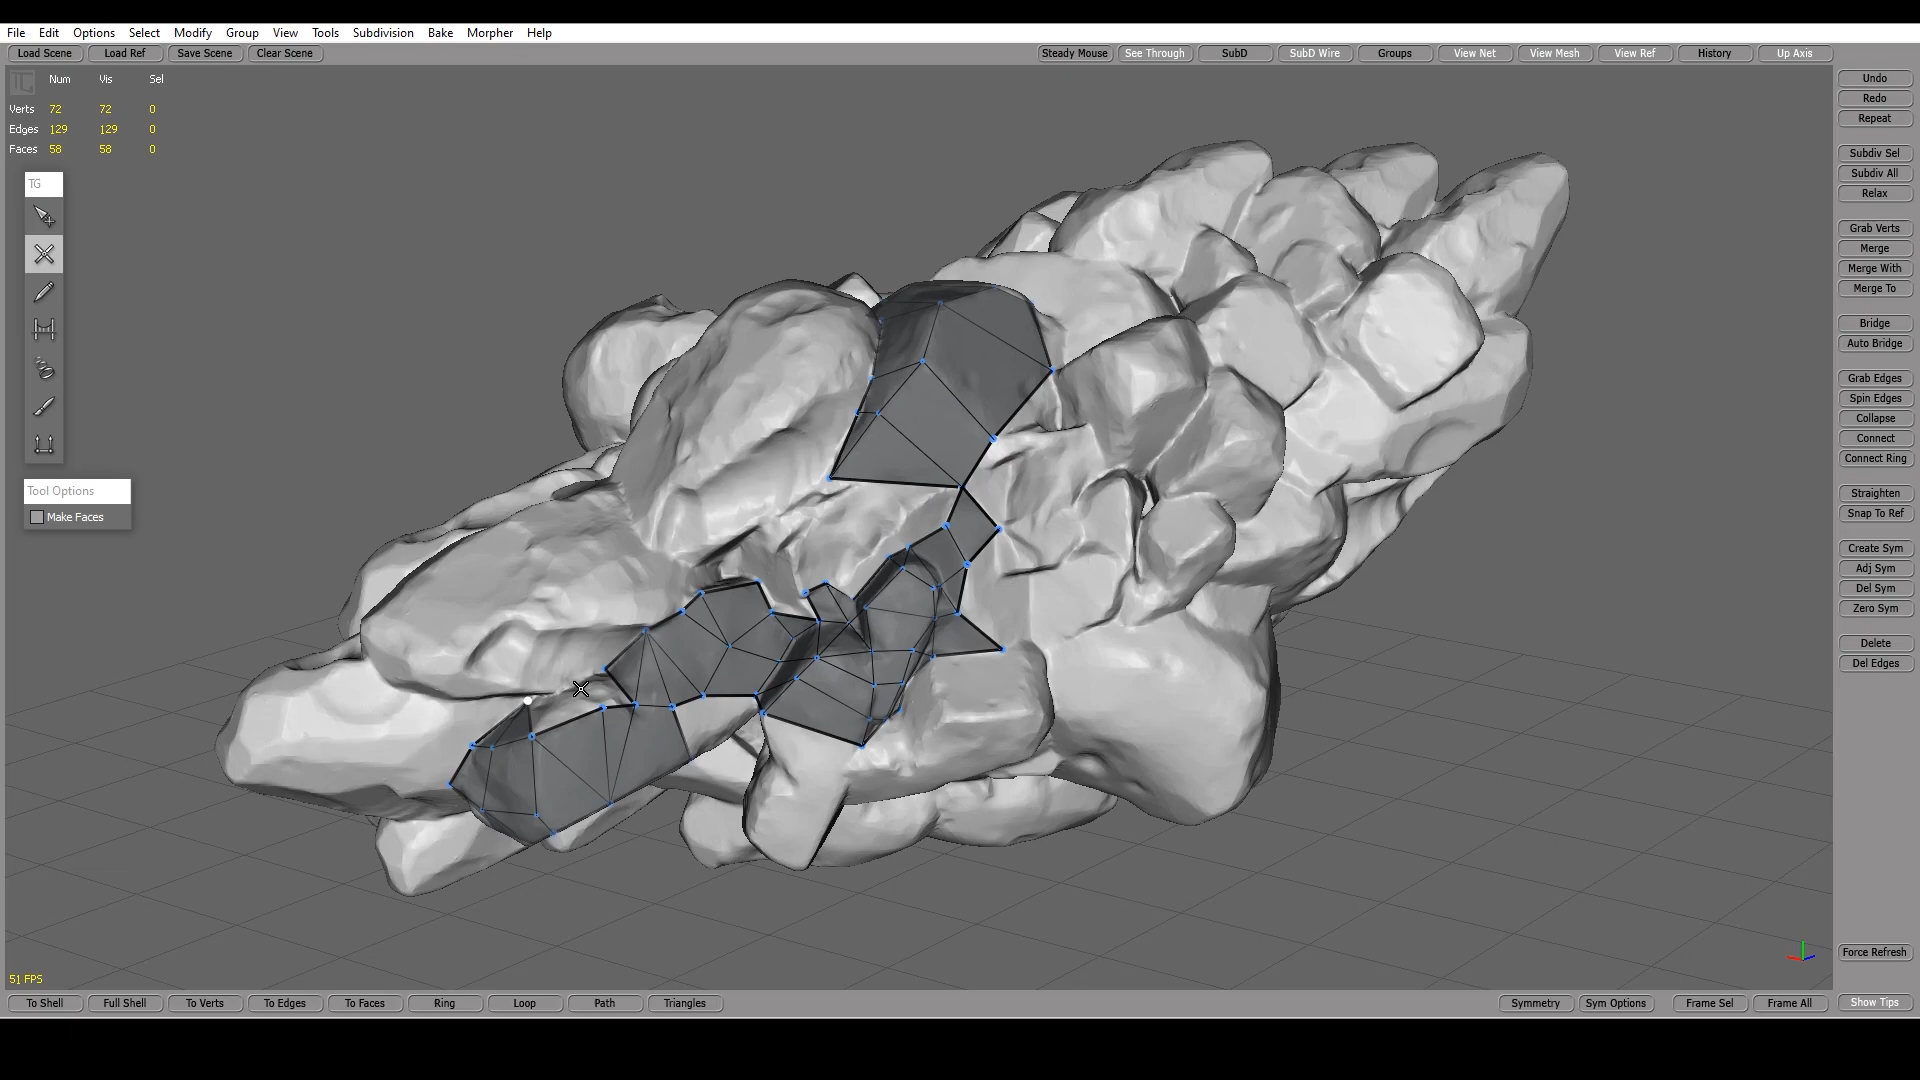 File Edit Options Select Modify Group View Tools Subdivision Bake Morpher Help
Load Scene Load Ref Save Scene Clear Scene Steady Mouse See Through SubD SubD Wire Groups View Net View Mesh View Ref History Up Axis
Num Vis Sel
Verts 72 72 0
Edges 129 129 0
Faces 58 58 0
TG
Tool Options
Make Faces
Undo
Redo
Repeat
Subdiv Sel
Subdiv All
Relax
Grab Verts
Merge
Merge With
Merge To
Bridge
Auto Bridge
Grab Edges
Spin Edges
Collapse
Connect
Connect Ring
Straighten
Snap To Ref
Create Sym
Adj Sym
Del Sym
Zero Sym
Delete
Del Edges
Force Refresh
51 FPS
To Shell Full Shell To Verts To Edges To Faces Ring Loop Path Triangles Symmetry Sym Options Frame Sel Frame All Show Tips